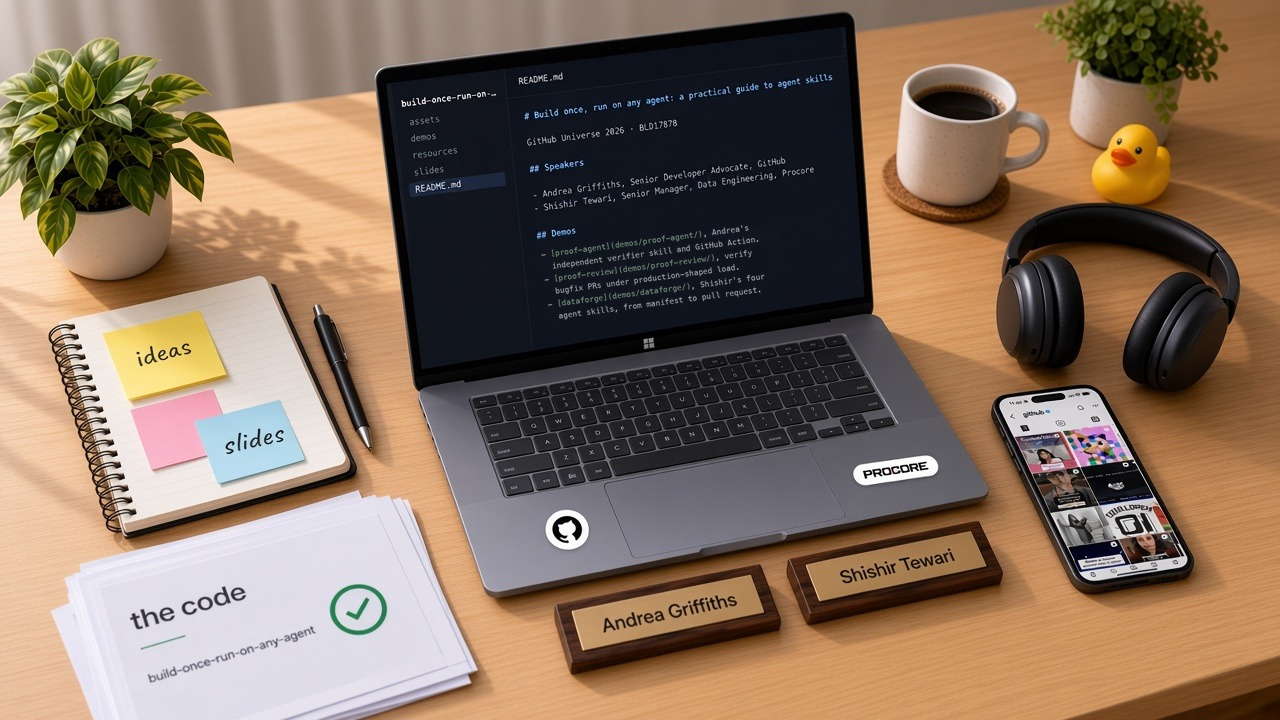 README.md
build-once-run-on-…
assets
demos
resources
slides
README.md
# Build once, run on any agent: a practical guide to agent skills
GitHub Universe 2026 · BLD17878
## Speakers
- Andrea Griffiths, Senior Developer Advocate, GitHub
- Shishir Tewari, Senior Manager, Data Engineering, Procore
## Demos
- [proof-agent](demos/proof-agent/), Andrea's
independent verifier skill and GitHub Action.
- [proof-review](demos/proof-review/), verify
bugfix PRs under production-shaped load.
- [dataforge](demos/dataforge/), Shishir's four
agent skills, from manifest to pull request.
ideas
slides
the code
build-once-run-on-any-agent
PROCORE
Andrea Griffiths
Shishir Tewari
github